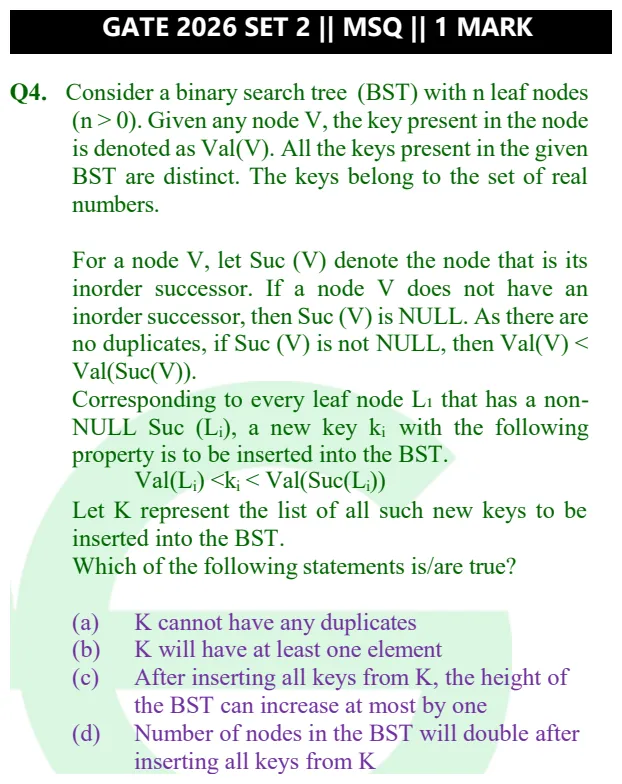 GATE 2026 SET 2 || MSQ || 1 MARK
Q4. Consider a binary search tree (BST) with n leaf nodes
(n > 0). Given any node V, the key present in the node
is denoted as Val(V). All the keys present in the given
BST are distinct. The keys belong to the set of real
numbers.
For a node V, let Suc (V) denote the node that is its
inorder successor. If a node V does not have an
inorder successor, then Suc (V) is NULL. As there are
no duplicates, if Suc (V) is not NULL, then Val(V) <
Val(Suc(V)).
Corresponding to every leaf node L₁ that has a non-
NULL Suc (Lᵢ), a new key kᵢ with the following
property is to be inserted into the BST.
Val(Lᵢ) <kᵢ < Val(Suc(Lᵢ))
Let K represent the list of all such new keys to be
inserted into the BST.
Which of the following statements is/are true?
(a) K cannot have any duplicates
(b) K will have at least one element
(c) After inserting all keys from K, the height of
the BST can increase at most by one
(d) Number of nodes in the BST will double after
inserting all keys from K